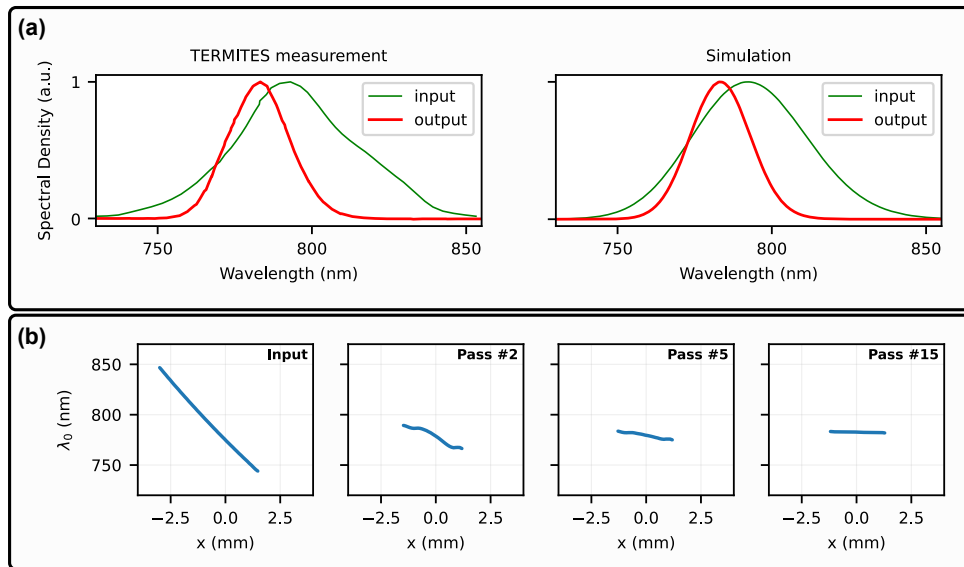 (a)
TERMITES measurement
Simulation
Spectral Density (a.u.)
1
0
input
output
input
output
750
800
850
750
800
850
Wavelength (nm)
Wavelength (nm)
(b)
Input
Pass #2
Pass #5
Pass #15
λ0 (nm)
850
800
750
−2.5
0.0
2.5
−2.5
0.0
2.5
−2.5
0.0
2.5
−2.5
0.0
2.5
x (mm)
x (mm)
x (mm)
x (mm)